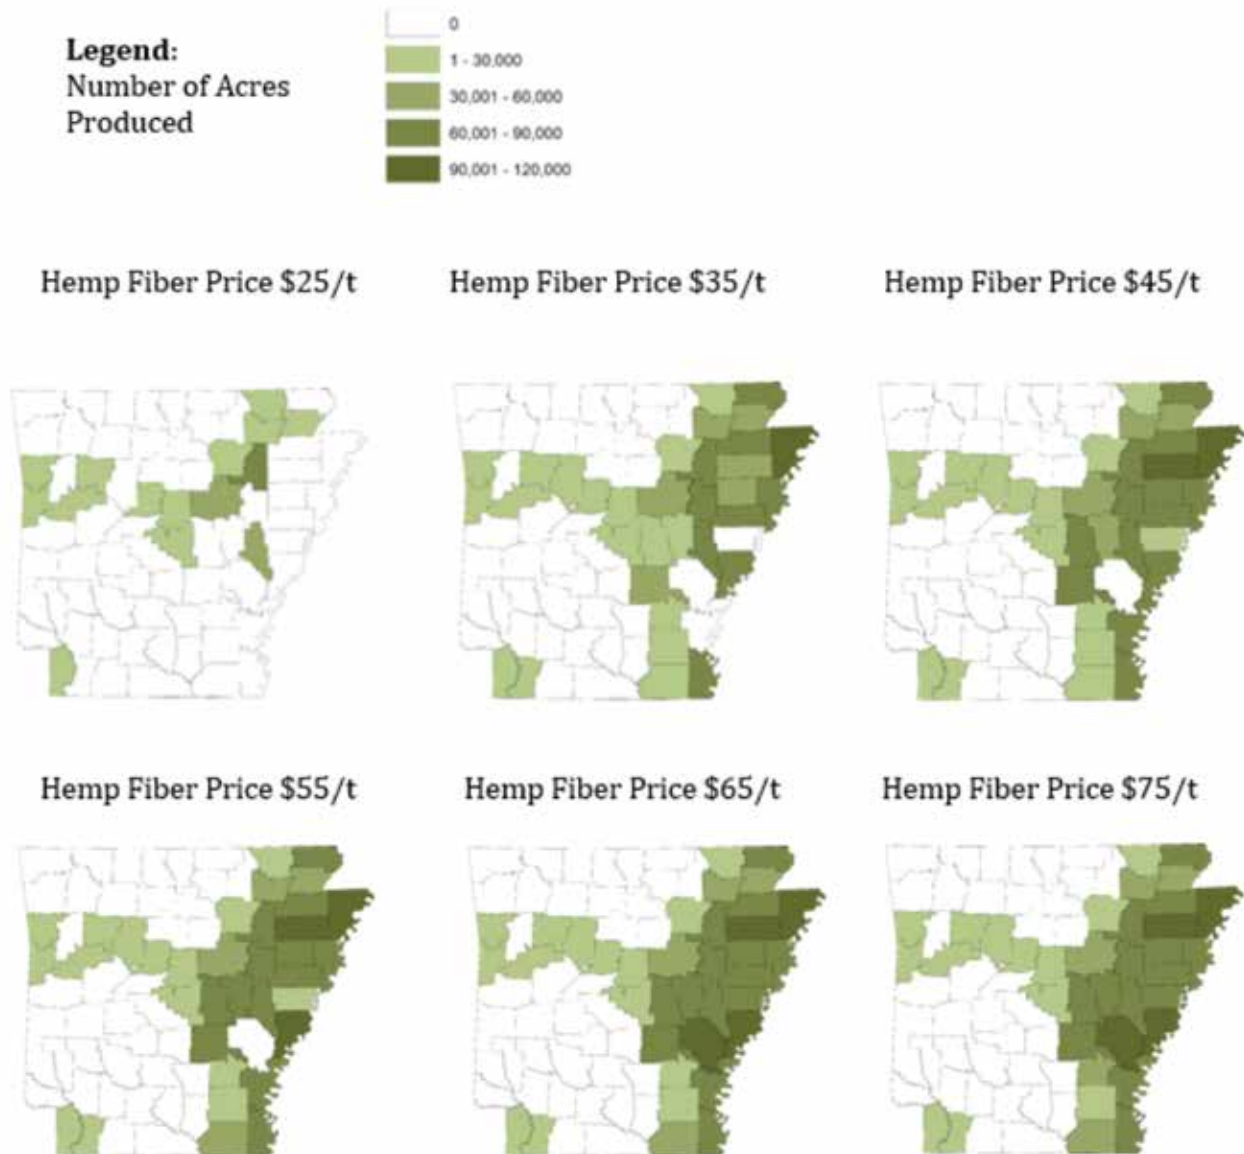 Legend:
Number of Acres
Produced
0
1 - 30,000
30,001 - 60,000
60,001 - 90,000
90,001 - 120,000
Hemp Fiber Price $25/t
Hemp Fiber Price $35/t
Hemp Fiber Price $45/t
Hemp Fiber Price $55/t
Hemp Fiber Price $65/t
Hemp Fiber Price $75/t